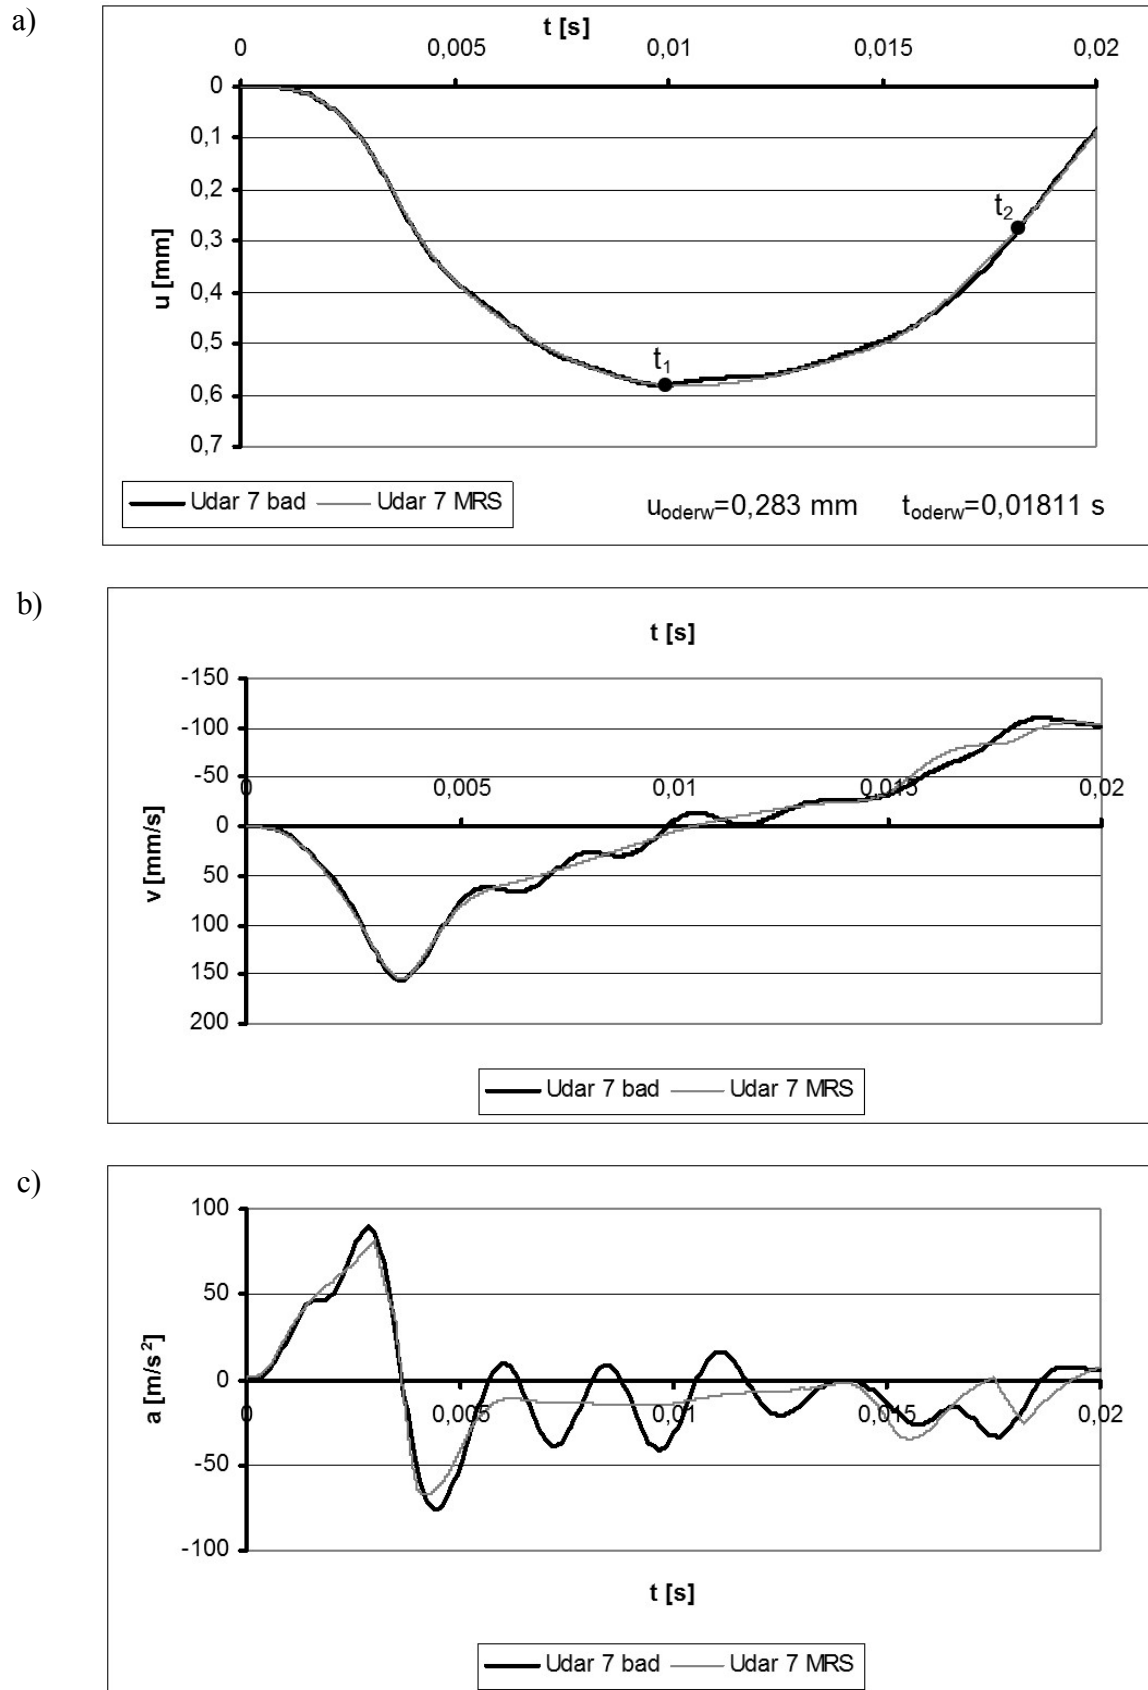 a)
t [s]
0 0,005 0,01 0,015 0,02
0
0,1
0,2
0,3
0,4
0,5
0,6
0,7
u [mm]
t₁
t₂
Udar 7 bad Udar 7 MRS
uoderw=0,283 mm toderw=0,01811 s
b)
t [s]
-150
-100
-50
0 0,005 0,01 0,015 0,02
0
50
100
150
200
v [mm/s]
Udar 7 bad Udar 7 MRS
c)
100
50
0
0 0,005 0,01 0,015 0,02
-50
-100
a [m/s²]
t [s]
Udar 7 bad Udar 7 MRS